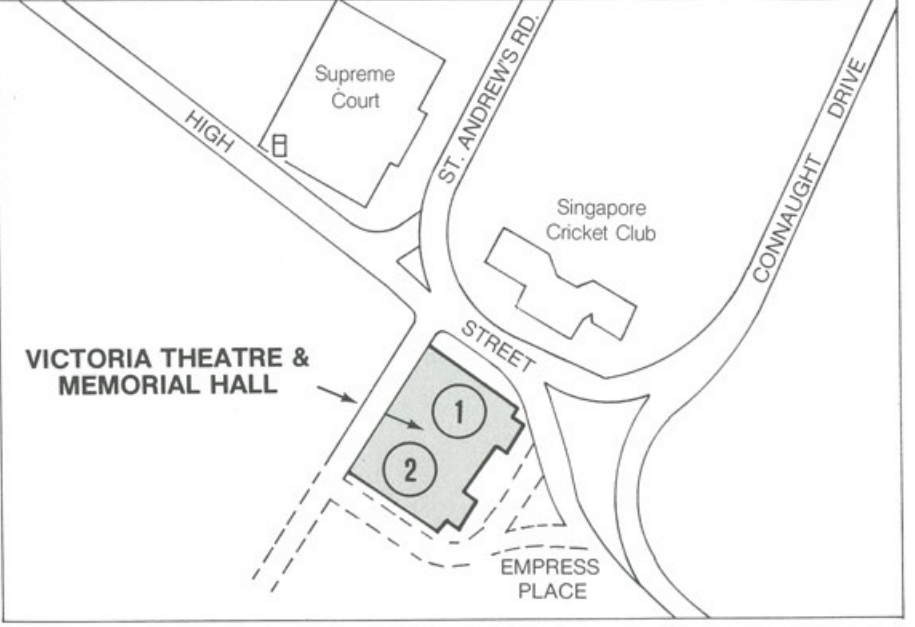 Supreme
Court
HIGH
ST. ANDREW'S RD.
CONNAUGHT DRIVE
Singapore
Cricket Club
STREET
VICTORIA THEATRE &
MEMORIAL HALL
1
2
EMPRESS
PLACE